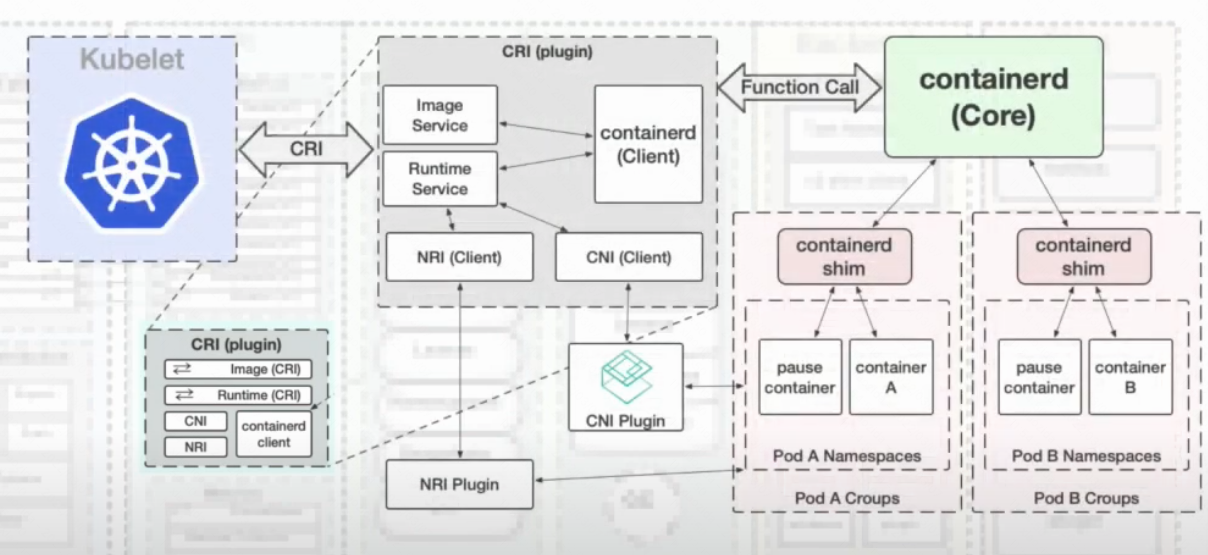 Kubelet
CRI
CRI (plugin)
Image
Service
Runtime
Service
containerd
(Client)
NRI (Client)
CNI (Client)
Function Call
containerd
(Core)
containerd
shim
pause
container
container
A
Pod A Namespaces
Pod A Croups
containerd
shim
pause
container
container
B
Pod B Namespaces
Pod B Croups
CRI (plugin)
Image (CRI)
Runtime (CRI)
CNI
NRI
containerd
client
CNI Plugin
NRI Plugin